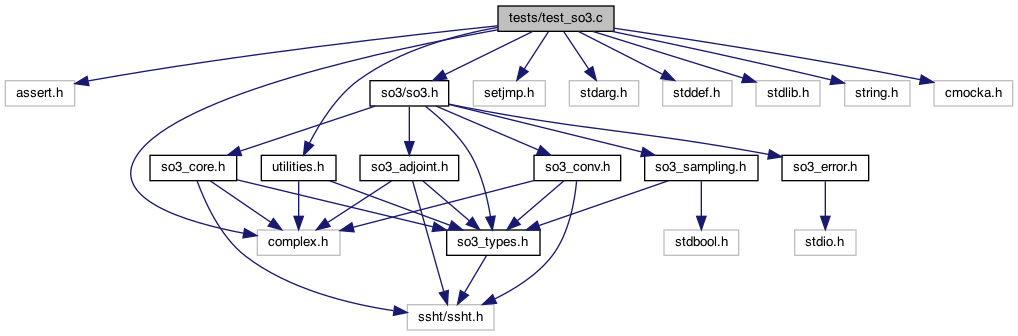 tests/test_so3.c
assert.h
so3/so3.h
setjmp.h
stdarg.h
stddef.h
stdlib.h
string.h
cmocka.h
so3_core.h
utilities.h
so3_adjoint.h
so3_conv.h
so3_sampling.h
so3_error.h
complex.h
so3_types.h
stdbool.h
stdio.h
ssht/ssht.h